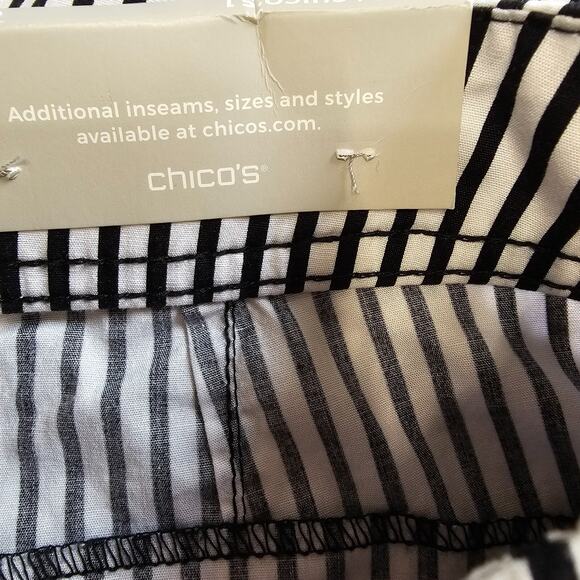 Additional inseams, sizes and styles
available at chicos.com.
chico's®